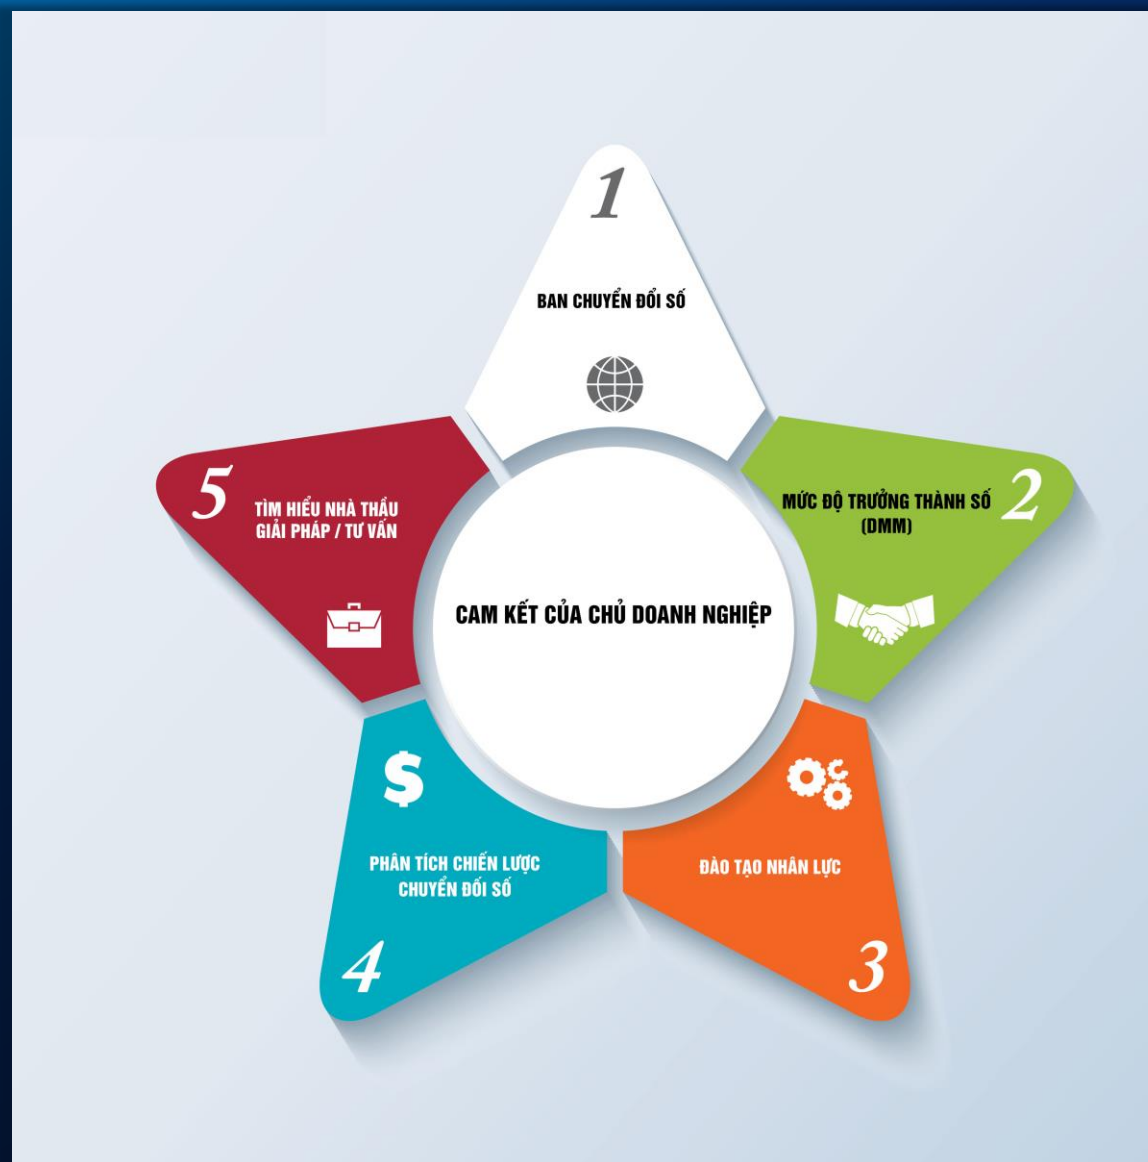 1
BAN CHUYỂN ĐỔI SỐ
2
MỨC ĐỘ TRƯỞNG THÀNH SỐ
(DMM)
3
ĐÀO TẠO NHÂN LỰC
4
PHÂN TÍCH CHIẾN LƯỢC
CHUYỂN ĐỐI SỐ
5
TÌM HIỂU NHÀ THẦU
GIẢI PHÁP / TƯ VẤN
CAM KẾT CỦA CHỦ DOANH NGHIỆP
$